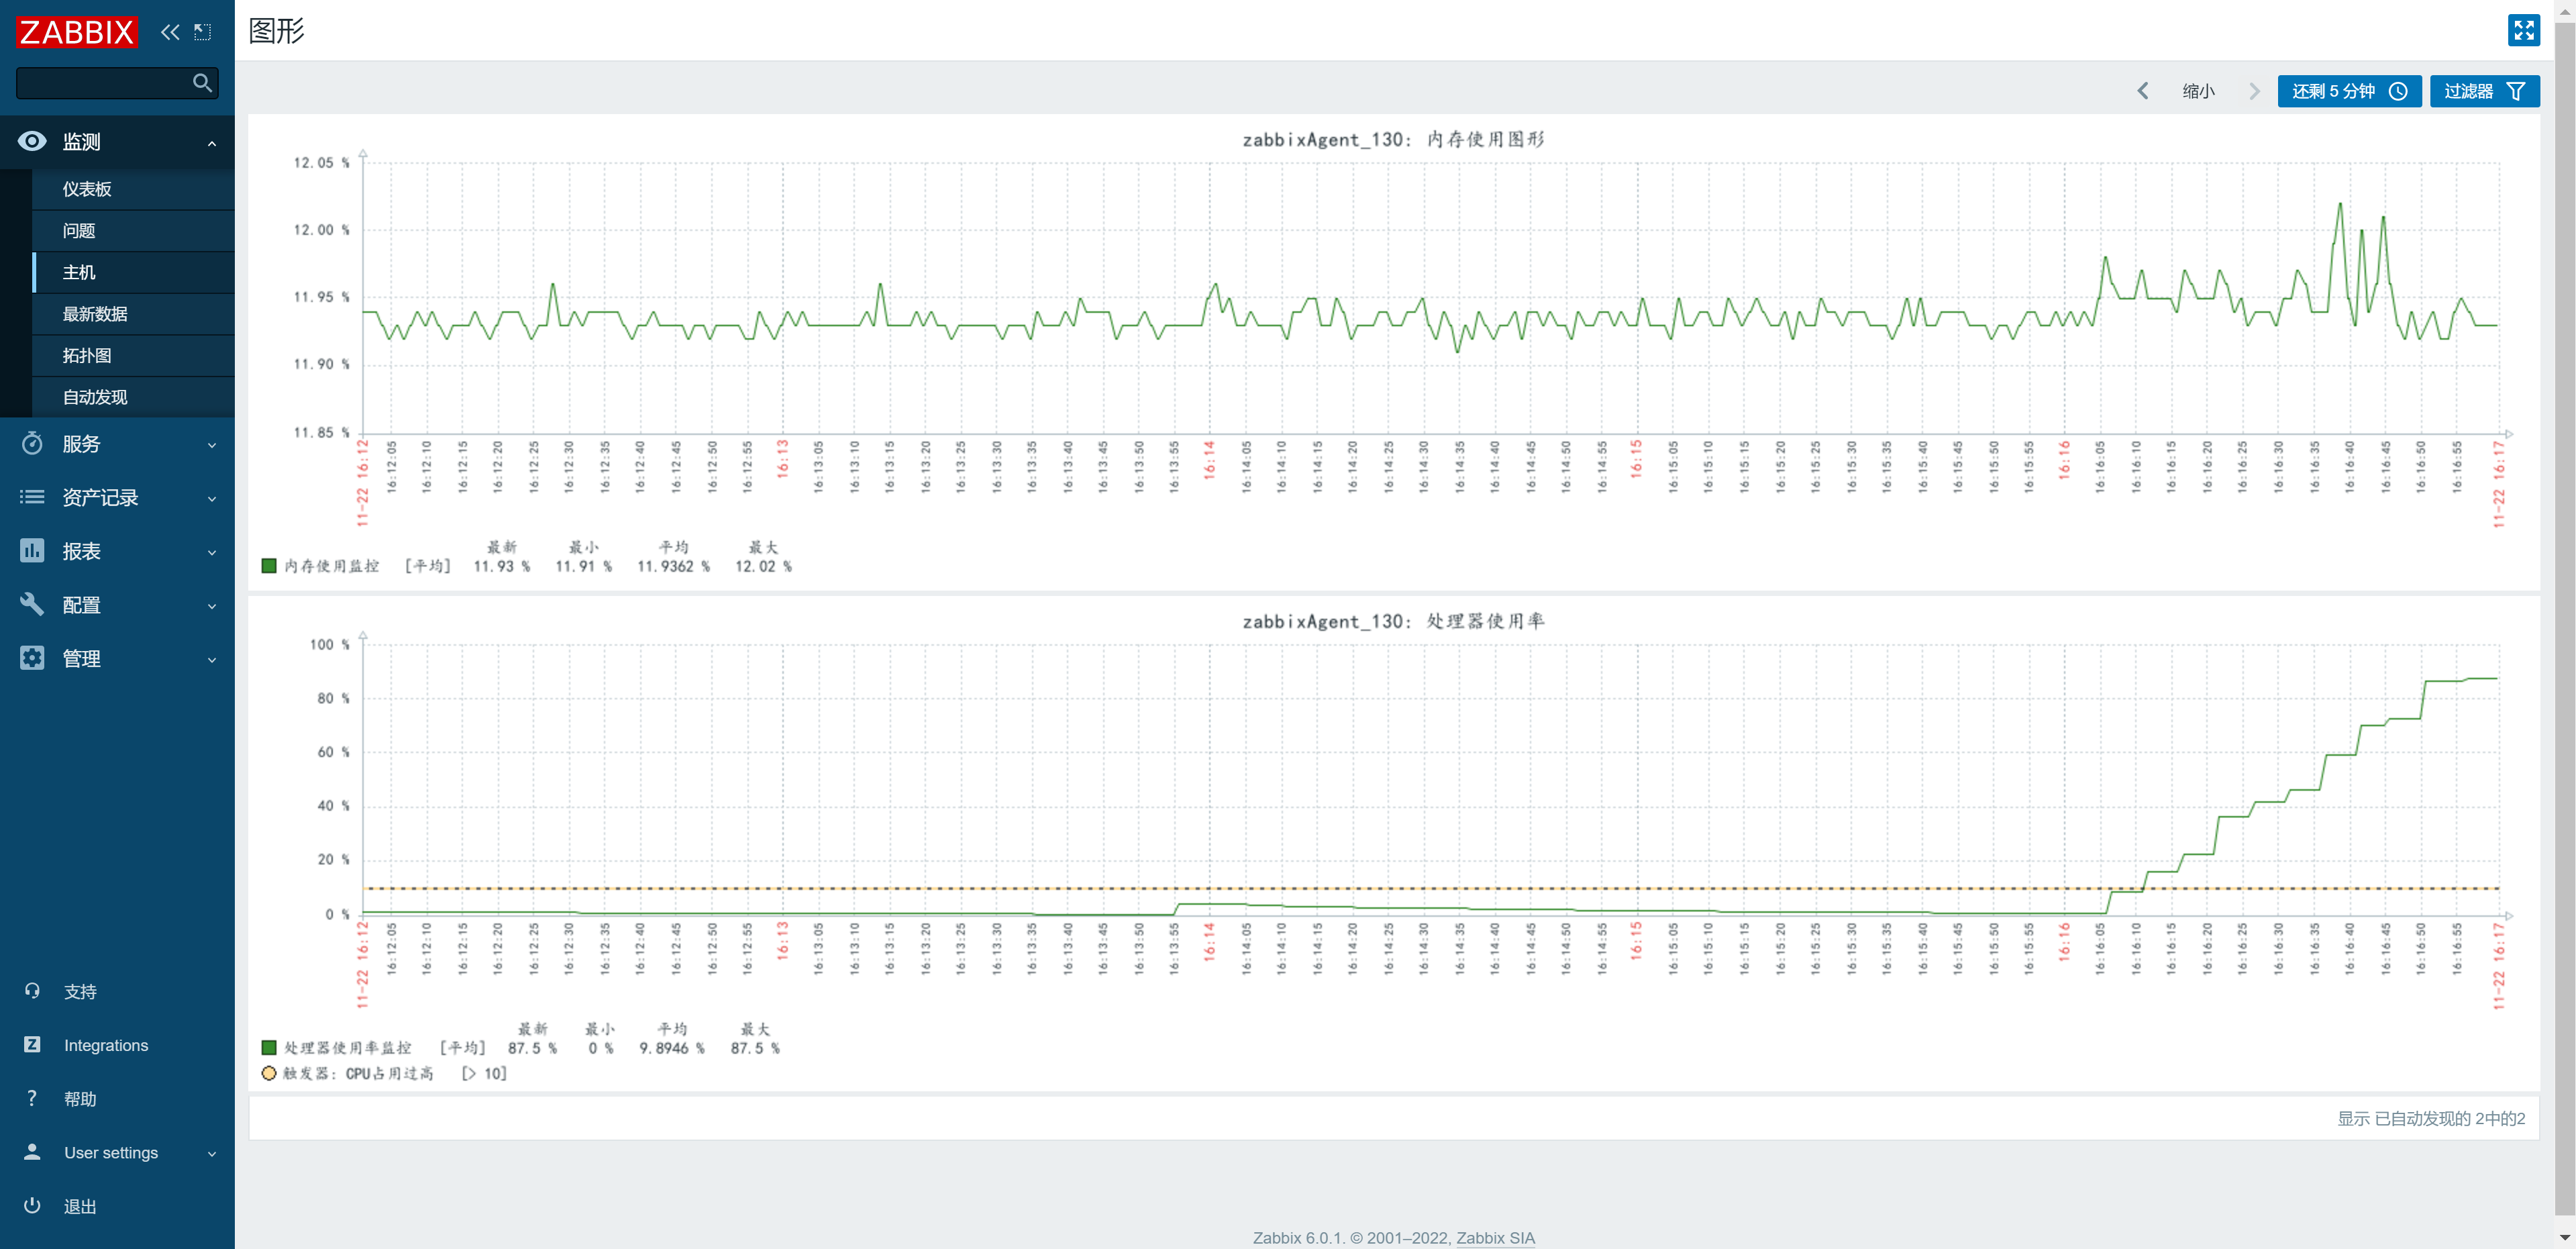 ZABBIX
图形
监测
仪表板
问题
主机
最新数据
拓扑图
自动发现
服务
资产记录
报表
配置
管理
支持
Integrations
帮助
User settings
退出
缩小 还剩 5 分钟 过滤器
zabbixAgent_130: 内存使用图形
12.05 %
12.00 %
11.95 %
11.90 %
11.85 %
11-22 16:12 16:12:05 16:12:10 16:12:15 16:12:20 16:12:25 16:12:30 16:12:35 16:12:40 16:12:45 16:12:50 16:12:55 16:13 16:13:05 16:13:10 16:13:15 16:13:20 16:13:25 16:13:30 16:13:35 16:13:40 16:13:45 16:13:50 16:13:55 16:14 16:14:05 16:14:10 16:14:15 16:14:20 16:14:25 16:14:30 16:14:35 16:14:40 16:14:45 16:14:50 16:14:55 16:15 16:15:05 16:15:10 16:15:15 16:15:20 16:15:25 16:15:30 16:15:35 16:15:40 16:15:45 16:15:50 16:15:55 16:16 16:16:05 16:16:10 16:16:15 16:16:20 16:16:25 16:16:30 16:16:35 16:16:40 16:16:45 16:16:50 16:16:55 11-22 16:17
最新 最小 平均 最大
内存使用监控 [平均] 11.93 % 11.91 % 11.9362 % 12.02 %
zabbixAgent_130: 处理器使用率
100 %
80 %
60 %
40 %
20 %
0 %
11-22 16:12 16:12:05 16:12:10 16:12:15 16:12:20 16:12:25 16:12:30 16:12:35 16:12:40 16:12:45 16:12:50 16:12:55 16:13 16:13:05 16:13:10 16:13:15 16:13:20 16:13:25 16:13:30 16:13:35 16:13:40 16:13:45 16:13:50 16:13:55 16:14 16:14:05 16:14:10 16:14:15 16:14:20 16:14:25 16:14:30 16:14:35 16:14:40 16:14:45 16:14:50 16:14:55 16:15 16:15:05 16:15:10 16:15:15 16:15:20 16:15:25 16:15:30 16:15:35 16:15:40 16:15:45 16:15:50 16:15:55 16:16 16:16:05 16:16:10 16:16:15 16:16:20 16:16:25 16:16:30 16:16:35 16:16:40 16:16:45 16:16:50 16:16:55 11-22 16:17
最新 最小 平均 最大
处理器使用率监控 [平均] 87.5 % 0 % 9.8946 % 87.5 %
触发器: CPU占用过高 [> 10]
显示 已自动发现的 2中的2
Zabbix 6.0.1. © 2001–2022, Zabbix SIA